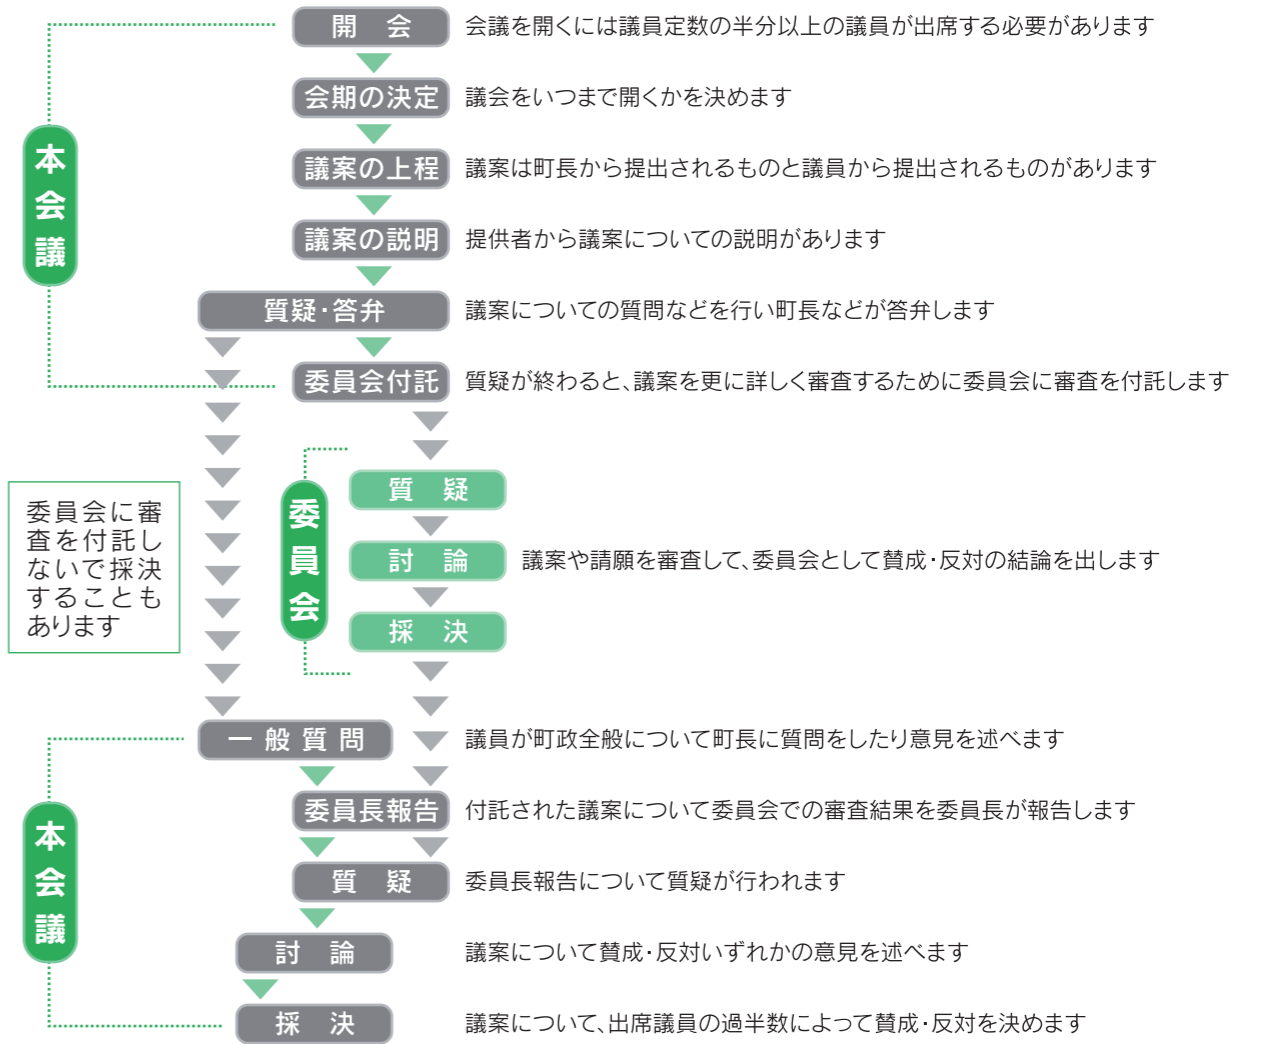 本会議
開　会
会議を開くには議員定数の半分以上の議員が出席する必要があります
会期の決定
議会をいつまで開くかを決めます
議案の上程
議案は町長から提出されるものと議員から提出されるものがあります
議案の説明
提供者から議案についての説明があります
質疑・答弁
議案についての質問などを行い町長などが答弁します
委員会付託
質疑が終わると、議案を更に詳しく審査するために委員会に審査を付託します
委員会に審
査を付託し
ないで採決
することも
あります
委員会
質　疑
討　論
議案や請願を審査して、委員会として賛成・反対の結論を出します
採　決
本会議
一般質問
議員が町政全般について町長に質問をしたり意見を述べます
委員長報告
付託された議案について委員会での審査結果を委員長が報告します
質　疑
委員長報告について質疑が行われます
討　論
議案について賛成・反対いずれかの意見を述べます
採　決
議案について、出席議員の過半数によって賛成・反対を決めます